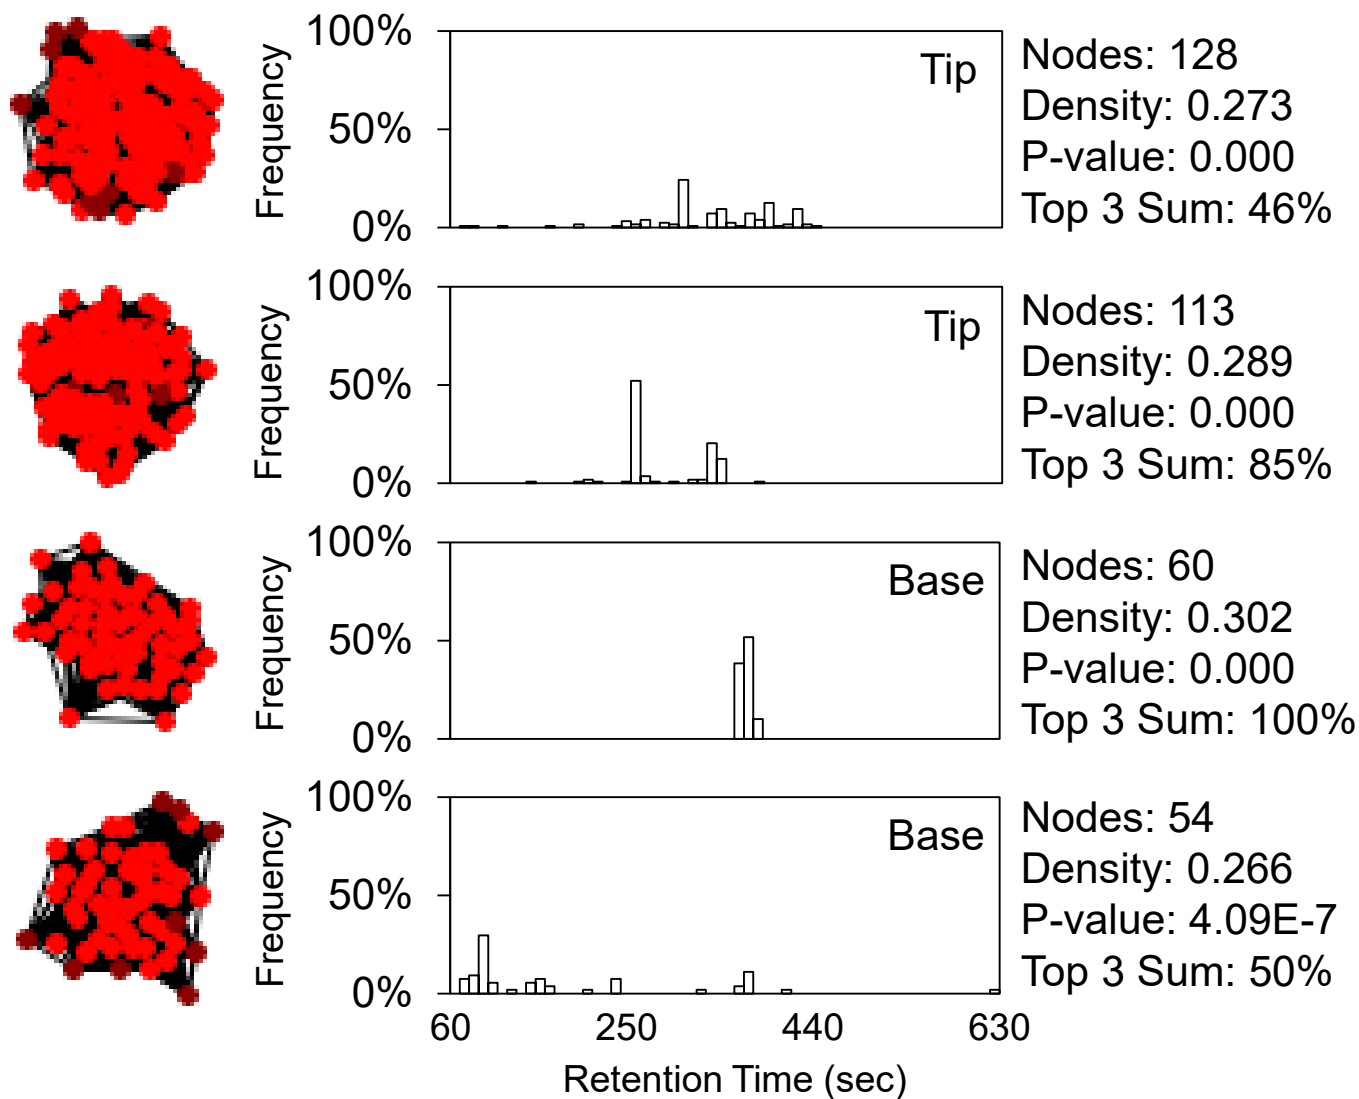 100%
50%
0%
Frequency
Tip
Nodes: 128
Density: 0.273
P-value: 0.000
Top 3 Sum: 46%
100%
50%
0%
Frequency
Tip
Nodes: 113
Density: 0.289
P-value: 0.000
Top 3 Sum: 85%
100%
50%
0%
Frequency
Base
Nodes: 60
Density: 0.302
P-value: 0.000
Top 3 Sum: 100%
100%
50%
0%
Frequency
Base
Nodes: 54
Density: 0.266
P-value: 4.09E-7
Top 3 Sum: 50%
60 250 440 630
Retention Time (sec)